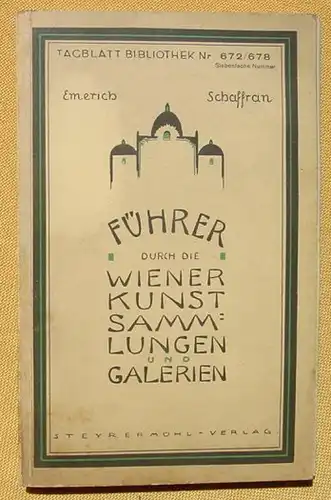 TAGBLATT BIBLIOTHEK Nr 672/678
Siebenfache Nummer
Emerich Schaffran
FÜHRER
DURCH DIE
WIENER
KUNST
SAMM=
LUNGEN
UND
GALERIEN
STEYRERMÜHL-VERLAG